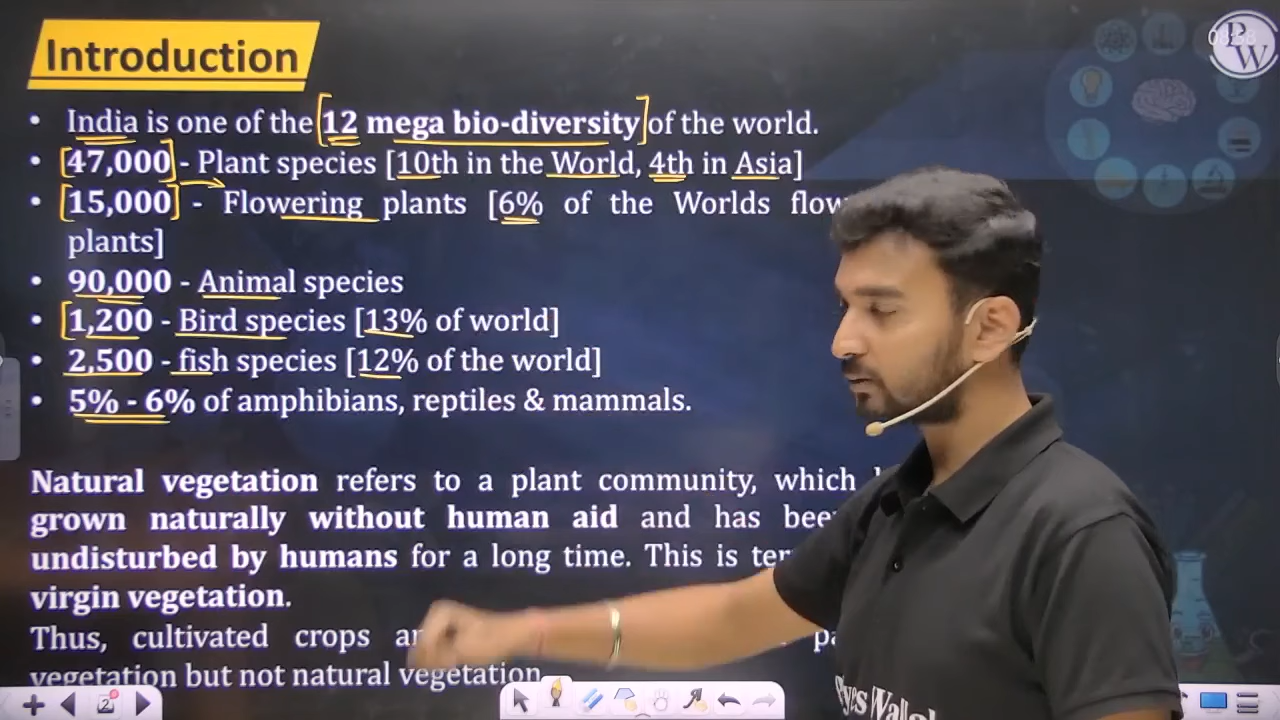 Introduction
• India is one of the 12 mega bio-diversity of the world.
• 47,000 - Plant species [10th in the World, 4th in Asia]
• 15,000 - Flowering plants [6% of the Worlds
plants]
• 90,000 - Animal species
• 1,200 - Bird species [13% of world]
• 2,500 - fish species [12% of the world]
• 5% - 6% of amphibians, reptiles & mammals.
Natural vegetation refers to a plant community, which
grown naturally without human aid and has
undisturbed by humans for a long time. This is
virgin vegetation.
Thus, cultivated crops
vegetation but not natural vegetation
PW
2